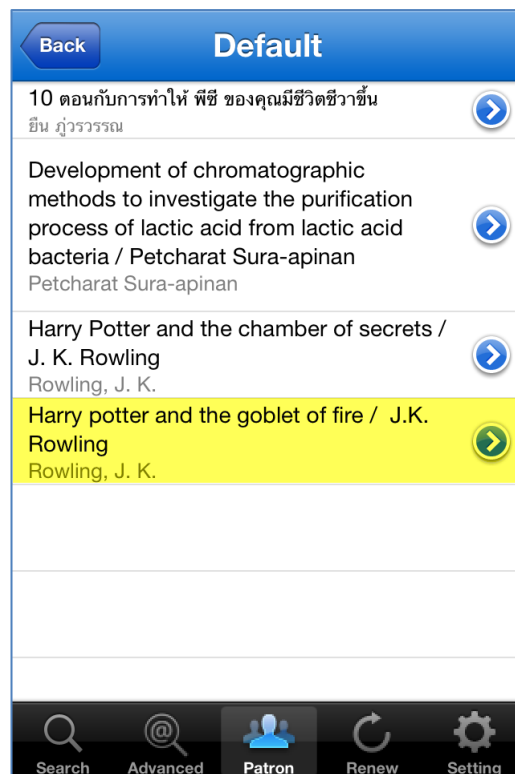 Back
Default
10 ตอนกับการทำให้ พีซี ของคุณมีชีวิตชีวาขึ้น
ยืน ภู่วรวรรณ
Development of chromatographic
methods to investigate the purification
process of lactic acid from lactic acid
bacteria / Petcharat Sura-apinan
Petcharat Sura-apinan
Harry Potter and the chamber of secrets /
J. K. Rowling
Rowling, J. K.
Harry potter and the goblet of fire /  J.K.
Rowling
Rowling, J. K.
Search Advanced Patron Renew Setting